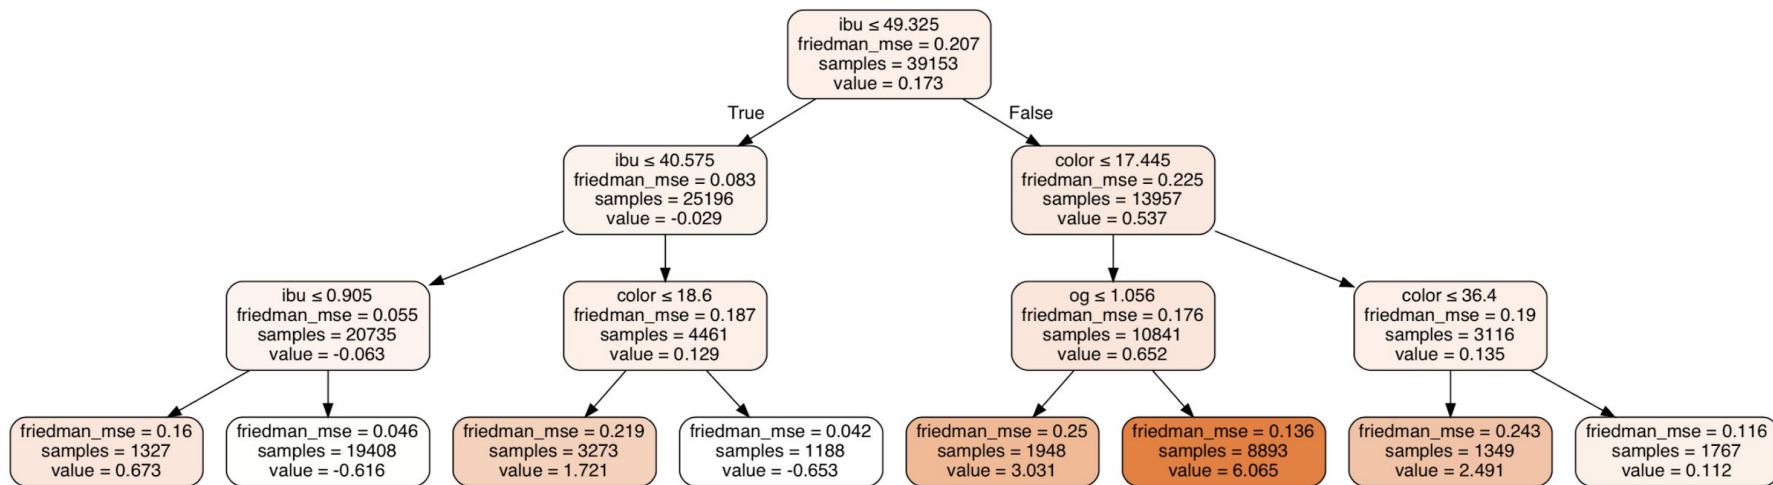 ibu ≤ 49.325
friedman_mse = 0.207
samples = 39153
value = 0.173
True
False
ibu ≤ 40.575
friedman_mse = 0.083
samples = 25196
value = -0.029
color ≤ 17.445
friedman_mse = 0.225
samples = 13957
value = 0.537
ibu ≤ 0.905
friedman_mse = 0.055
samples = 20735
value = -0.063
color ≤ 18.6
friedman_mse = 0.187
samples = 4461
value = 0.129
og ≤ 1.056
friedman_mse = 0.176
samples = 10841
value = 0.652
color ≤ 36.4
friedman_mse = 0.19
samples = 3116
value = 0.135
friedman_mse = 0.16
samples = 1327
value = 0.673
friedman_mse = 0.046
samples = 19408
value = -0.616
friedman_mse = 0.219
samples = 3273
value = 1.721
friedman_mse = 0.042
samples = 1188
value = -0.653
friedman_mse = 0.25
samples = 1948
value = 3.031
friedman_mse = 0.136
samples = 8893
value = 6.065
friedman_mse = 0.243
samples = 1349
value = 2.491
friedman_mse = 0.116
samples = 1767
value = 0.112